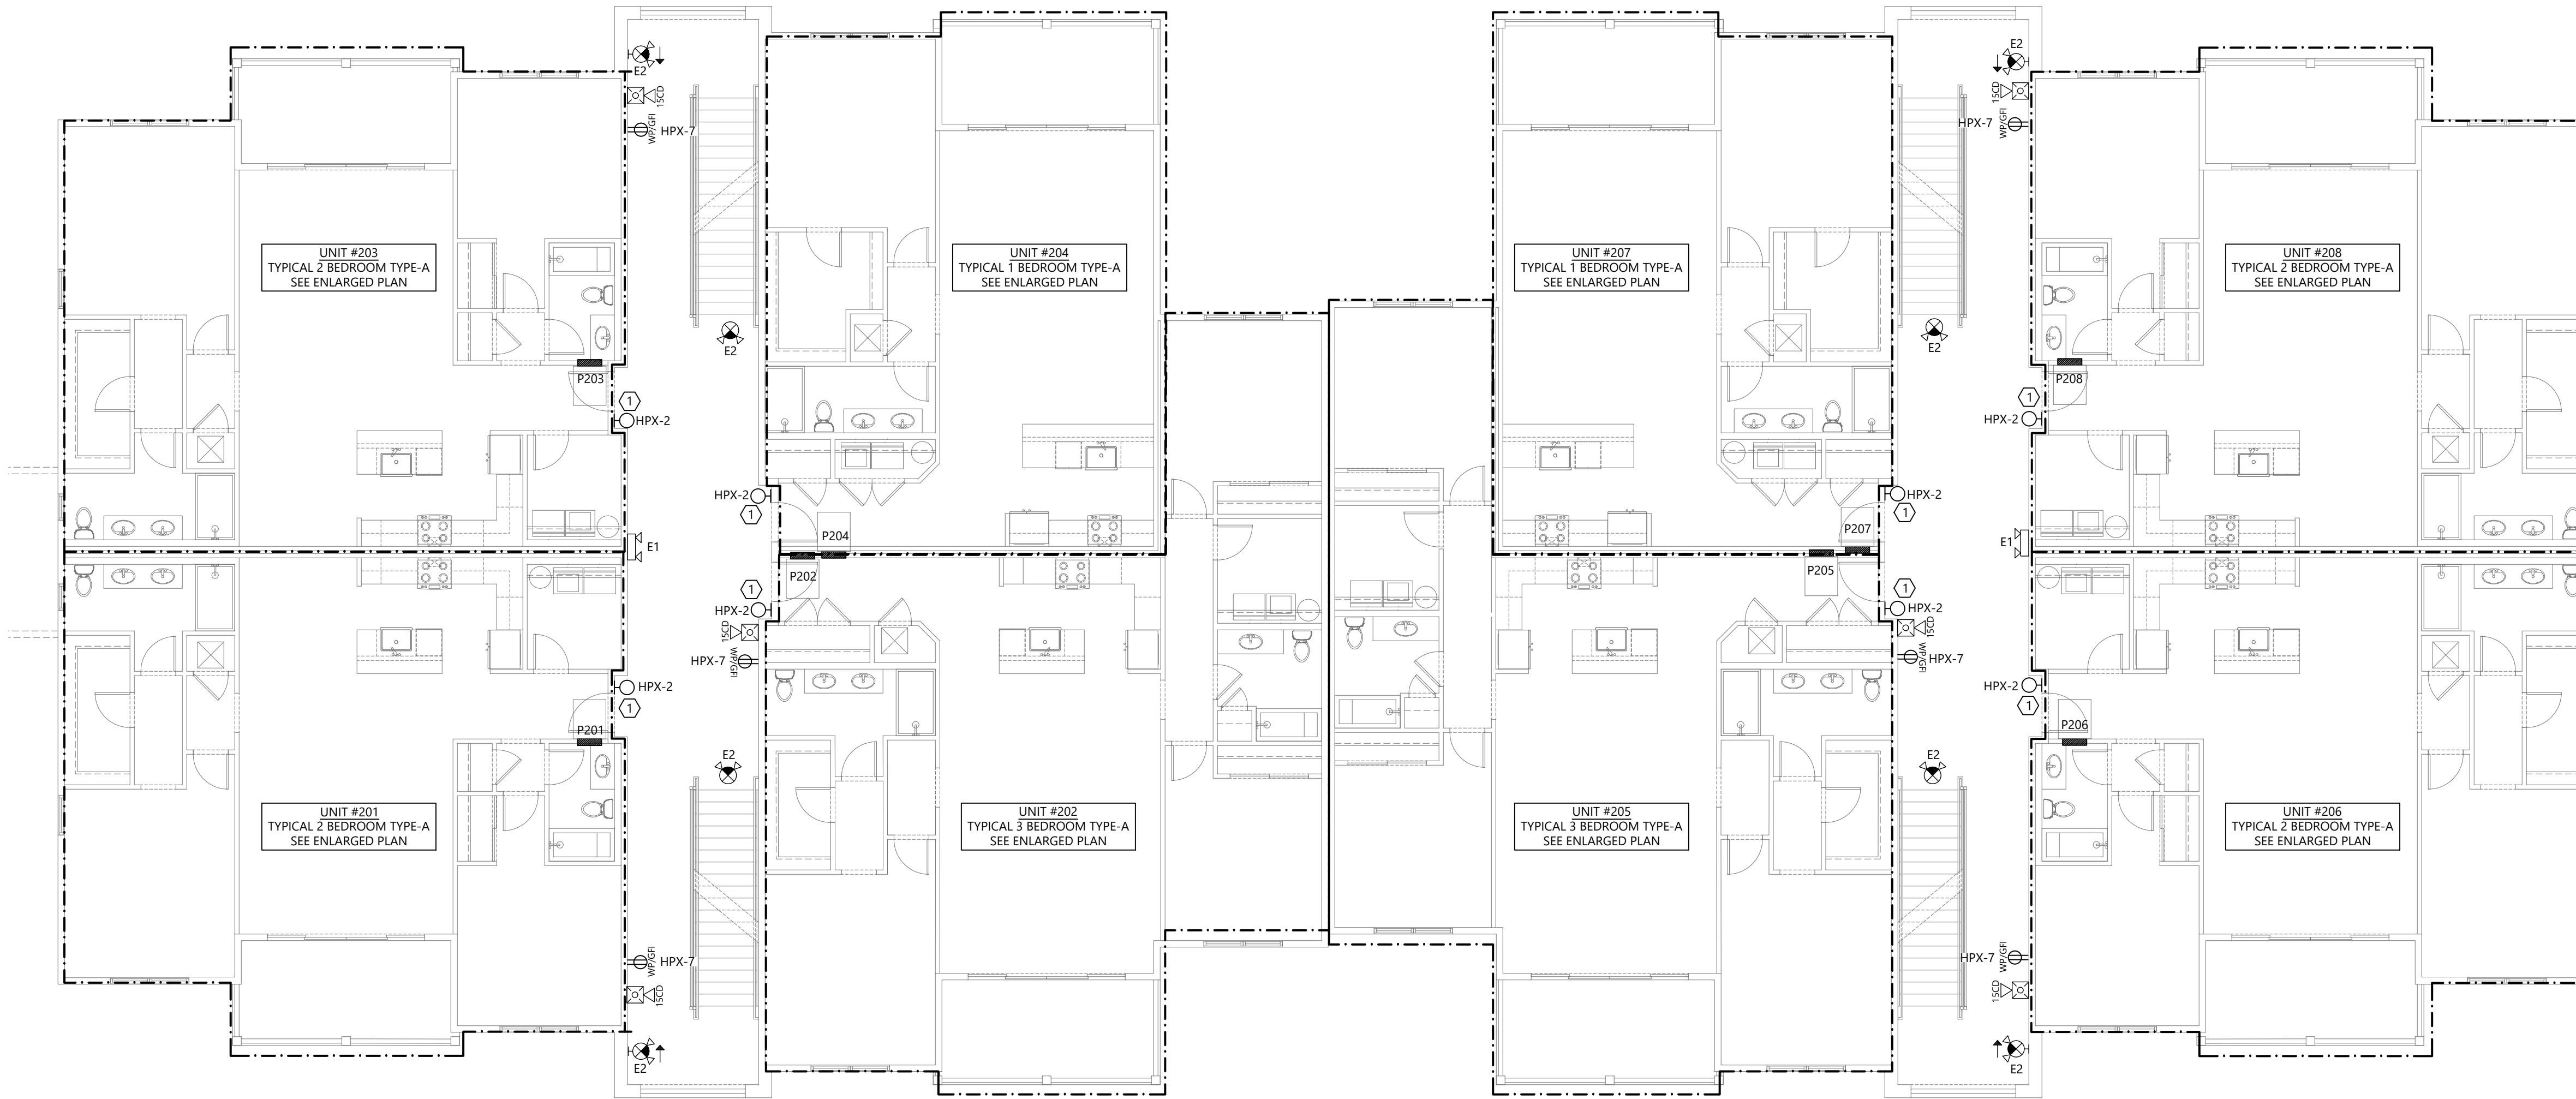 E2
15CD
WP/GFI
HPX-7
UNIT #203
TYPICAL 2 BEDROOM TYPE-A
SEE ENLARGED PLAN
E2
P203
1
HPX-2
UNIT #204
TYPICAL 1 BEDROOM TYPE-A
SEE ENLARGED PLAN
HPX-2
1
P204
E1
UNIT #207
TYPICAL 1 BEDROOM TYPE-A
SEE ENLARGED PLAN
HPX-2
1
P207
E2
15CD
WP/GFI
HPX-7
E2
UNIT #208
TYPICAL 2 BEDROOM TYPE-A
SEE ENLARGED PLAN
P208
1
HPX-2
E1
P202
1
HPX-2
15CD
WP/GFI
HPX-7
HPX-2
1
P201
E2
UNIT #201
TYPICAL 2 BEDROOM TYPE-A
SEE ENLARGED PLAN
UNIT #202
TYPICAL 3 BEDROOM TYPE-A
SEE ENLARGED PLAN
WP/GFI
HPX-7
15CD
E2
P205
1
HPX-2
15CD
WP/GFI
HPX-7
UNIT #205
TYPICAL 3 BEDROOM TYPE-A
SEE ENLARGED PLAN
E2
HPX-2
1
P206
UNIT #206
TYPICAL 2 BEDROOM TYPE-A
SEE ENLARGED PLAN
HPX-7
WP/GFI
15CD
E2